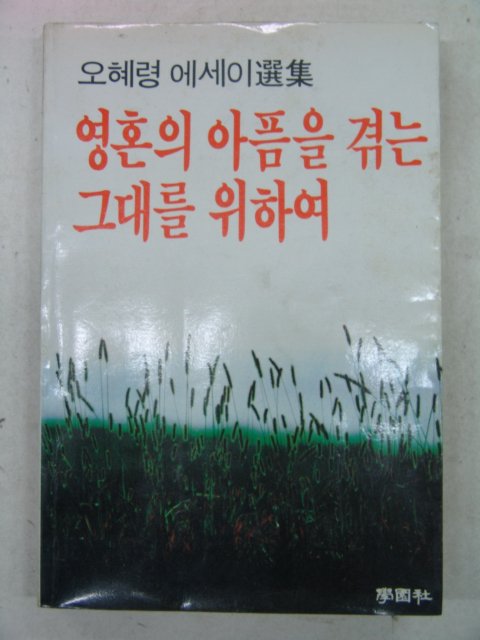 오혜령 에세이選集
영혼의 아픔을 겪는
그대를 위하여
學園社